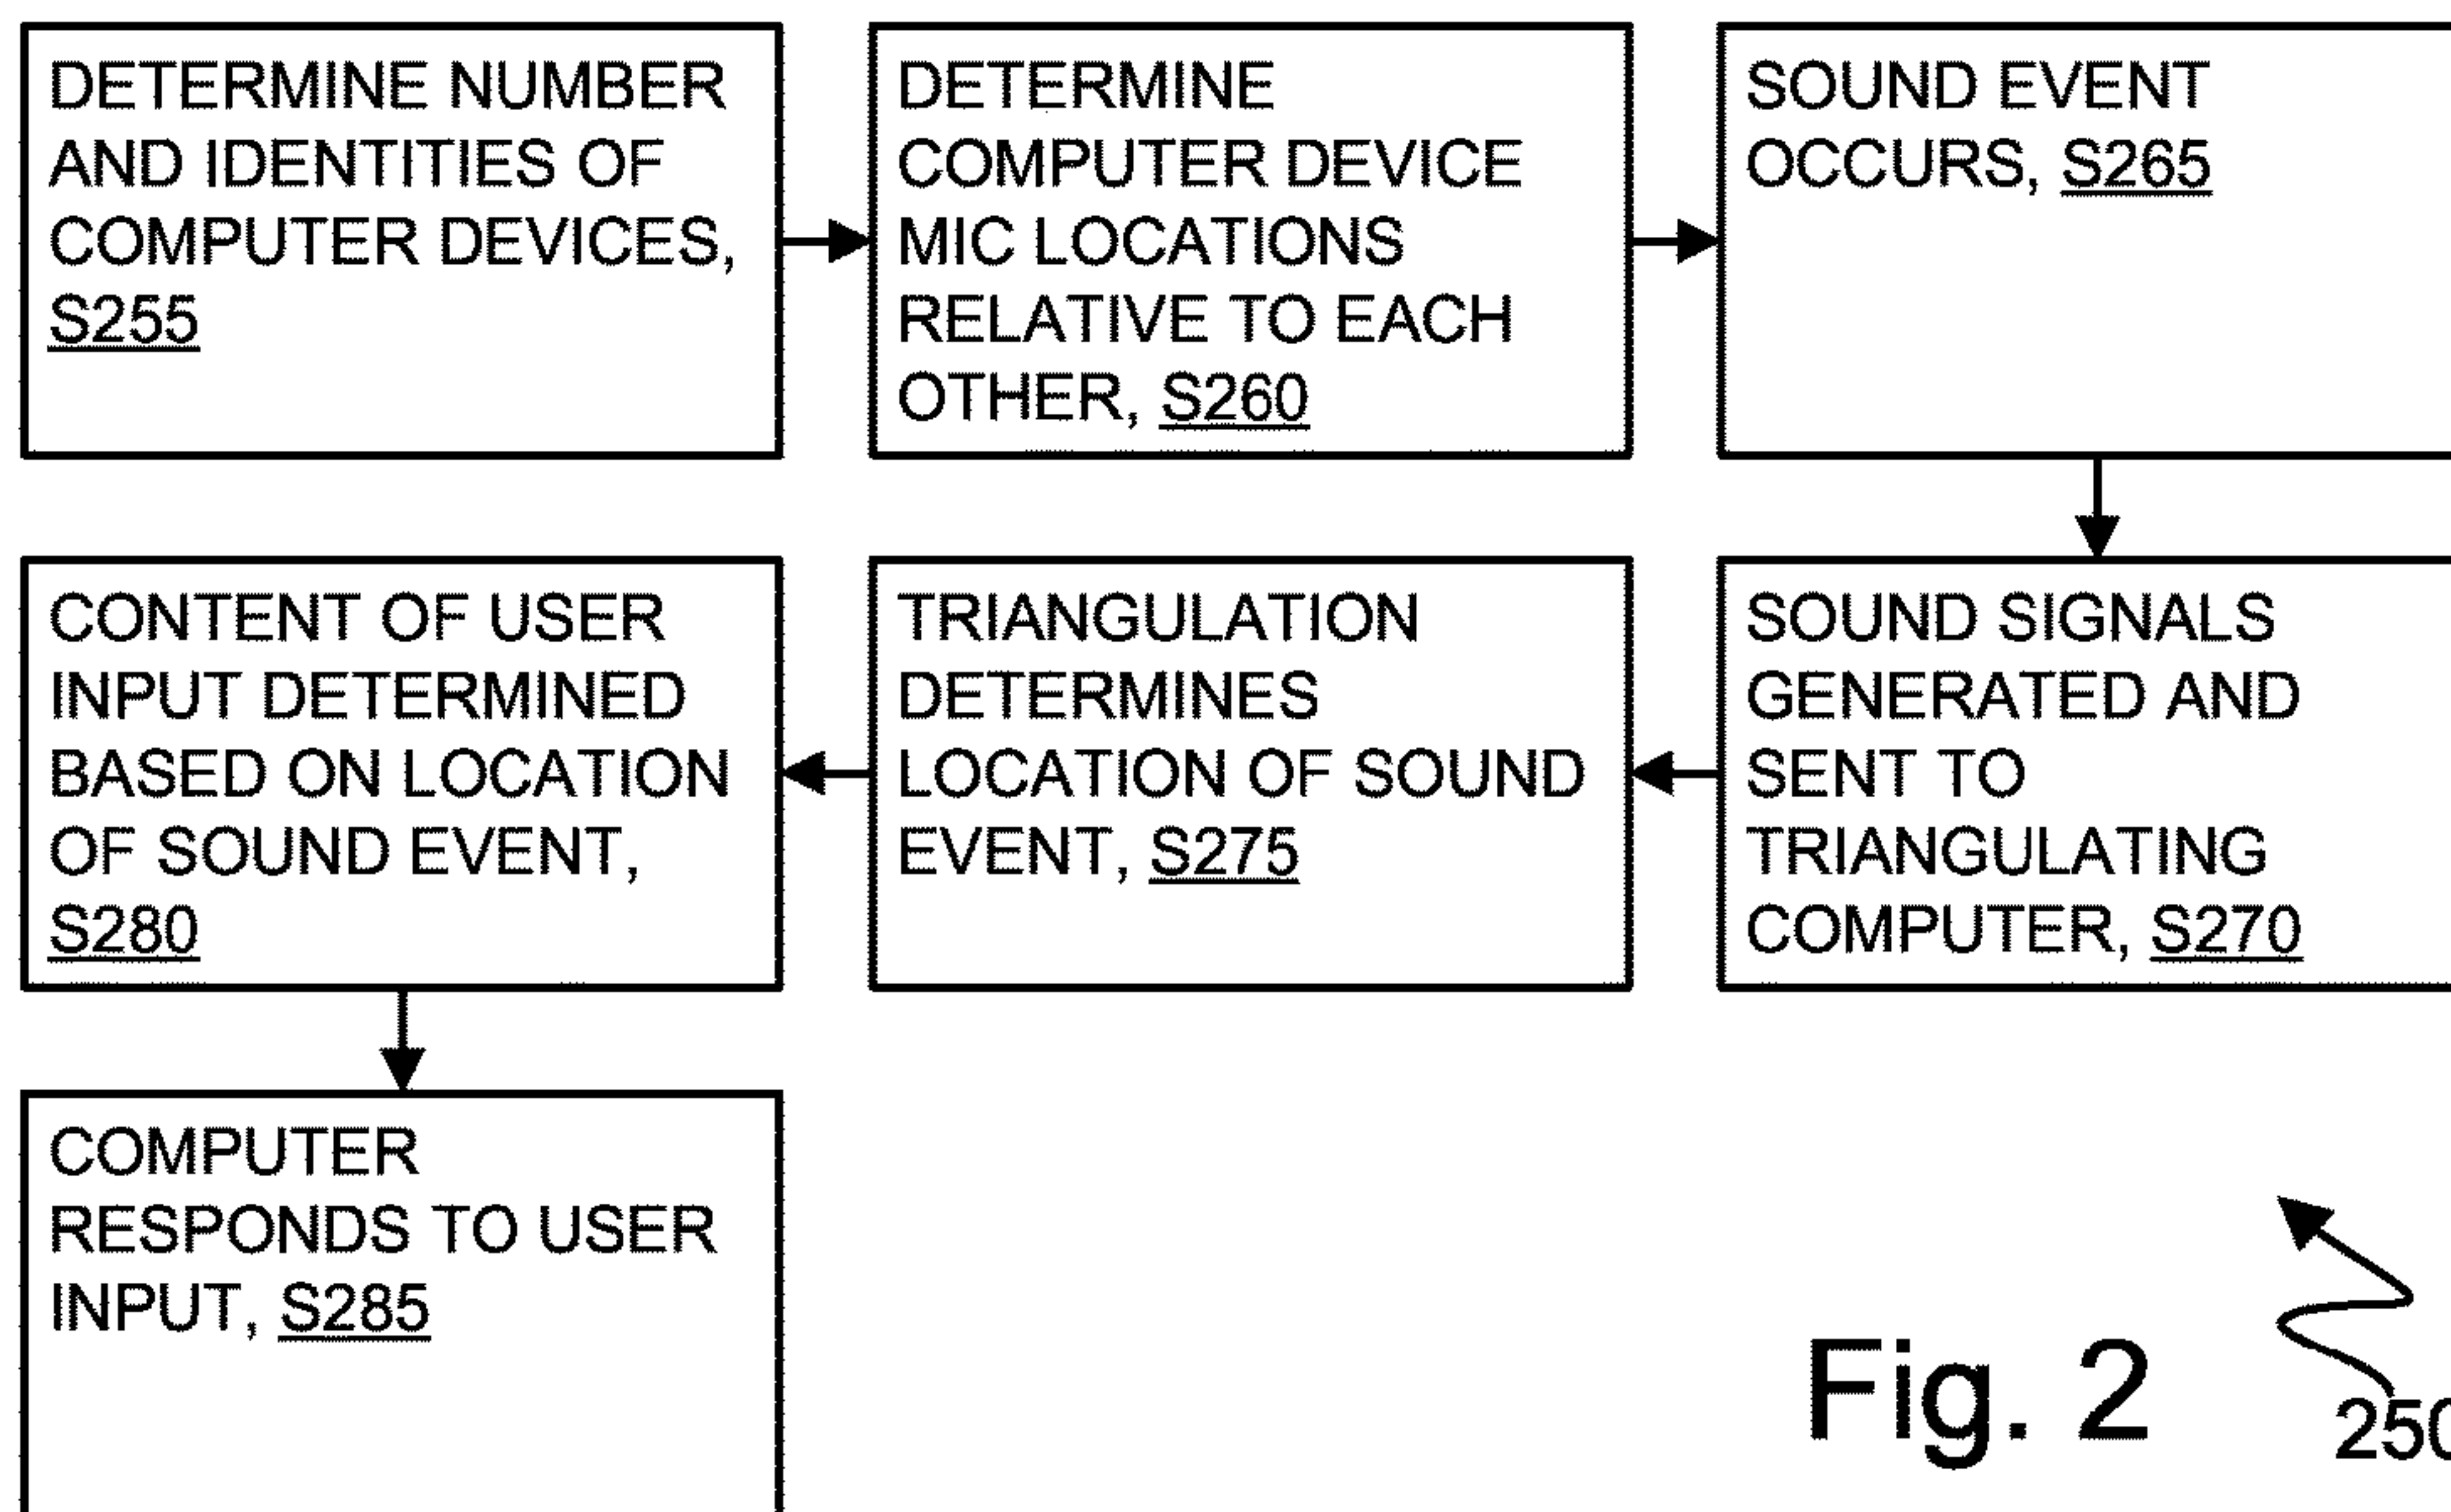 DETERMINE NUMBER
AND IDENTITIES OF
COMPUTER DEVICES,
S255
DETERMINE
COMPUTER DEVICE
MIC LOCATIONS
RELATIVE TO EACH
OTHER, S260
SOUND EVENT
OCCURS, S265
SOUND SIGNALS
GENERATED AND
SENT TO
TRIANGULATING
COMPUTER, S270
TRIANGULATION
DETERMINES
LOCATION OF SOUND
EVENT, S275
CONTENT OF USER
INPUT DETERMINED
BASED ON LOCATION
OF SOUND EVENT,
S280
COMPUTER
RESPONDS TO USER
INPUT, S285
Fig. 2
250